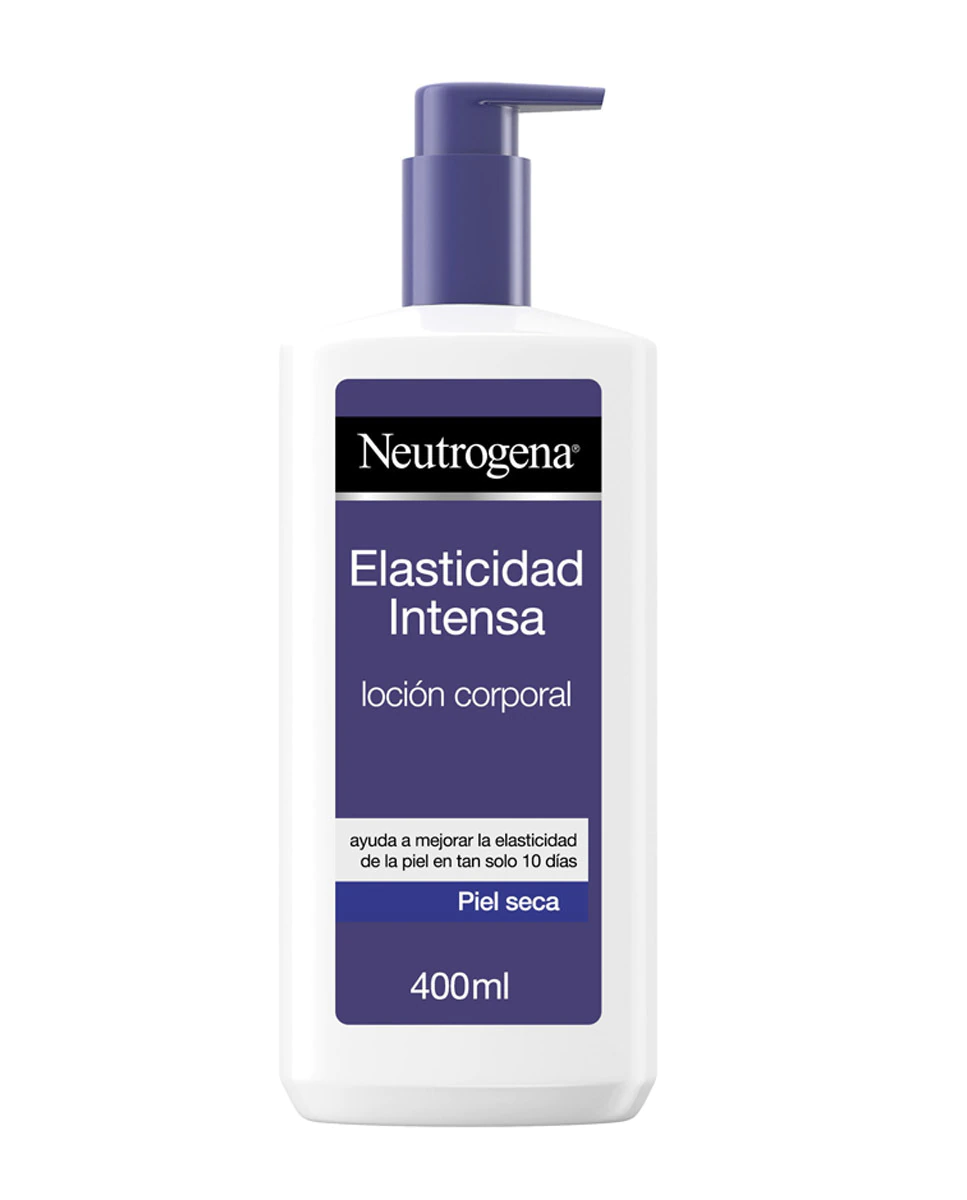 Neutrogena®
Elasticidad
Intensa
loción corporal
ayuda a mejorar la elasticidad
de la piel en tan solo 10 días
Piel seca
400ml